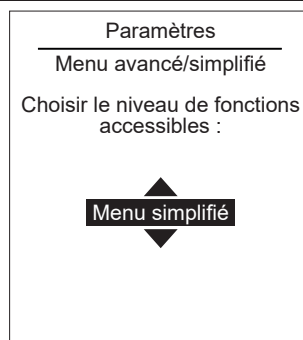 Paramètres
Menu avancé/simplifié
Choisir le niveau de fonctions
accessibles :
Menu simplifié